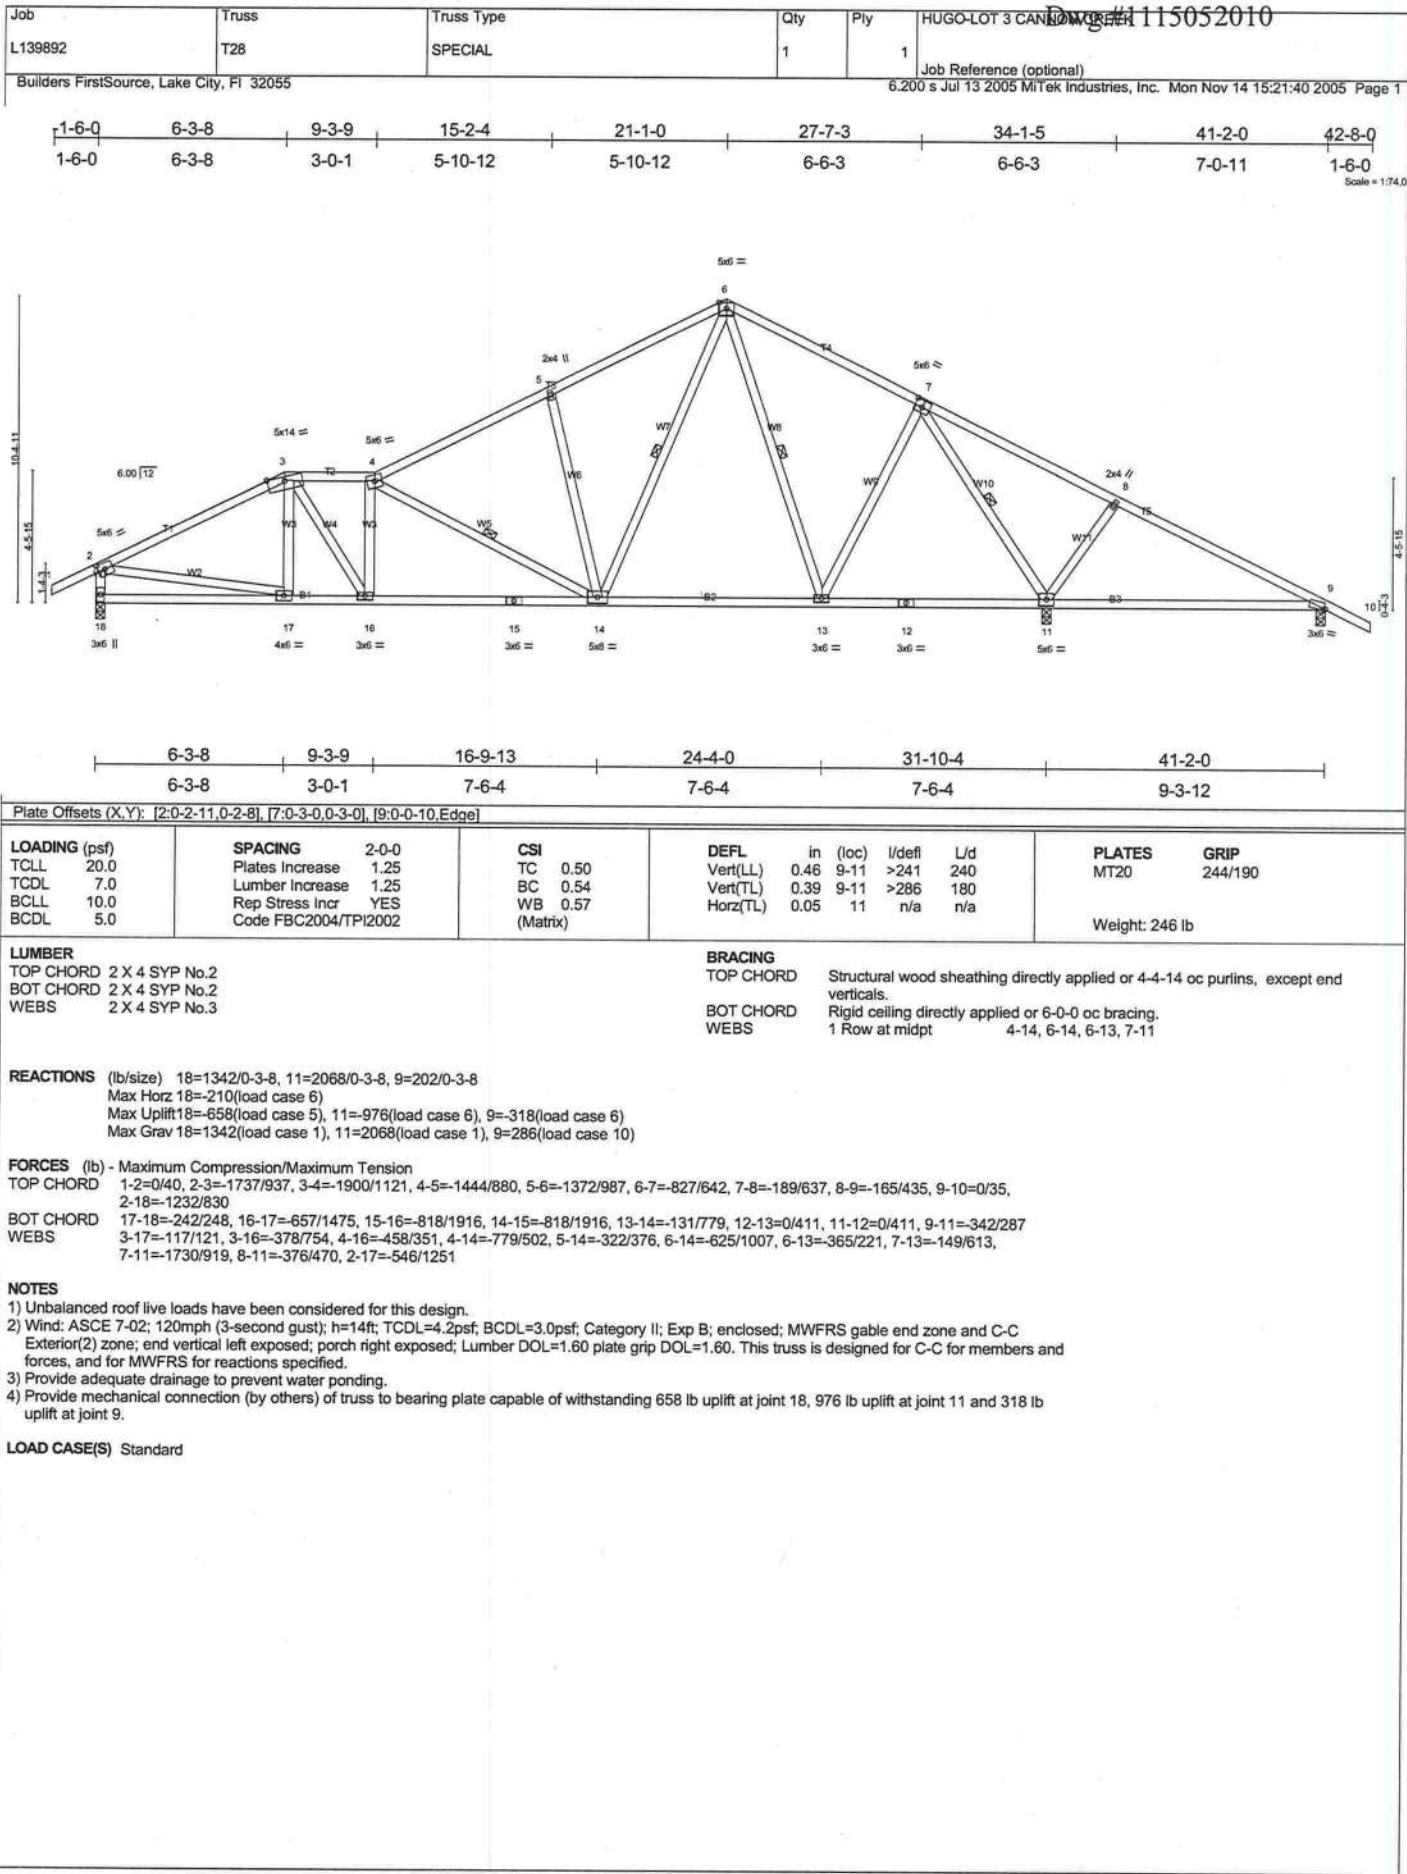 Job
Truss
Truss Type
Qty
Ply
HUGO-LOT 3 CANNON CREEK
Dwg.#1115052010
L139892
T28
SPECIAL
1
1
Job Reference (optional)
Builders FirstSource, Lake City, Fl 32055
6.200 s Jul 13 2005 MiTek Industries, Inc. Mon Nov 14 15:21:40 2005 Page 1
-1-6-0 6-3-8 9-3-9 15-2-4 21-1-0 27-7-3 34-1-5 41-2-0 42-8-0
1-6-0 6-3-8 3-0-1 5-10-12 5-10-12 6-6-3 6-6-3 7-0-11 1-6-0
Scale = 1:74.0
5x6 =
6
T4
2x4 \\
5x6
5
T3
7
5x14 =
5x6 =
W7
W8
6.00 12
3
T2
4
2x4 //
8
W6
W9
W10
T5
T1
W3
W4
W3
W5
W11
5x6
2
W2
B1
B2
B3
9
10
10-4-11
4-5-15
1-4-3
4-5-15
0-4-3
18 17 16 15 14 13 12 11
3x6 || 4x6 = 3x6 = 3x6 = 5x8 = 3x6 = 3x6 = 5x6 = 3x6 =
6-3-8 9-3-9 16-9-13 24-4-0 31-10-4 41-2-0
6-3-8 3-0-1 7-6-4 7-6-4 7-6-4 9-3-12
Plate Offsets (X,Y): [2:0-2-11,0-2-8], [7:0-3-0,0-3-0], [9:0-0-10,Edge]
LOADING (psf)
TCLL 20.0
TCDL 7.0
BCLL 10.0
BCDL 5.0
SPACING 2-0-0
Plates Increase 1.25
Lumber Increase 1.25
Rep Stress Incr YES
Code FBC2004/TPI2002
CSI
TC 0.50
BC 0.54
WB 0.57
(Matrix)
DEFL in (loc) l/defl L/d
Vert(LL) 0.46 9-11 >241 240
Vert(TL) 0.39 9-11 >286 180
Horz(TL) 0.05 11 n/a n/a
PLATES GRIP
MT20 244/190
Weight: 246 lb
LUMBER
TOP CHORD 2 X 4 SYP No.2
BOT CHORD 2 X 4 SYP No.2
WEBS 2 X 4 SYP No.3
BRACING
TOP CHORD Structural wood sheathing directly applied or 4-4-14 oc purlins, except end
verticals.
BOT CHORD Rigid ceiling directly applied or 6-0-0 oc bracing.
WEBS 1 Row at midpt 4-14, 6-14, 6-13, 7-11
REACTIONS (lb/size) 18=1342/0-3-8, 11=2068/0-3-8, 9=202/0-3-8
Max Horz 18=-210(load case 6)
Max Uplift18=-658(load case 5), 11=-976(load case 6), 9=-318(load case 6)
Max Grav 18=1342(load case 1), 11=2068(load case 1), 9=286(load case 10)
FORCES (lb) - Maximum Compression/Maximum Tension
TOP CHORD 1-2=0/40, 2-3=-1737/937, 3-4=-1900/1121, 4-5=-1444/880, 5-6=-1372/987, 6-7=-827/642, 7-8=-189/637, 8-9=-165/435, 9-10=0/35,
2-18=-1232/830
BOT CHORD 17-18=-242/248, 16-17=-657/1475, 15-16=-818/1916, 14-15=-818/1916, 13-14=-131/779, 12-13=0/411, 11-12=0/411, 9-11=-342/287
WEBS 3-17=-117/121, 3-16=-378/754, 4-16=-458/351, 4-14=-779/502, 5-14=-322/376, 6-14=-625/1007, 6-13=-365/221, 7-13=-149/613,
7-11=-1730/919, 8-11=-376/470, 2-17=-546/1251
NOTES
1) Unbalanced roof live loads have been considered for this design.
2) Wind: ASCE 7-02; 120mph (3-second gust); h=14ft; TCDL=4.2psf; BCDL=3.0psf; Category II; Exp B; enclosed; MWFRS gable end zone and C-C
Exterior(2) zone; end vertical left exposed; porch right exposed; Lumber DOL=1.60 plate grip DOL=1.60. This truss is designed for C-C for members and
forces, and for MWFRS for reactions specified.
3) Provide adequate drainage to prevent water ponding.
4) Provide mechanical connection (by others) of truss to bearing plate capable of withstanding 658 lb uplift at joint 18, 976 lb uplift at joint 11 and 318 lb
uplift at joint 9.
LOAD CASE(S) Standard